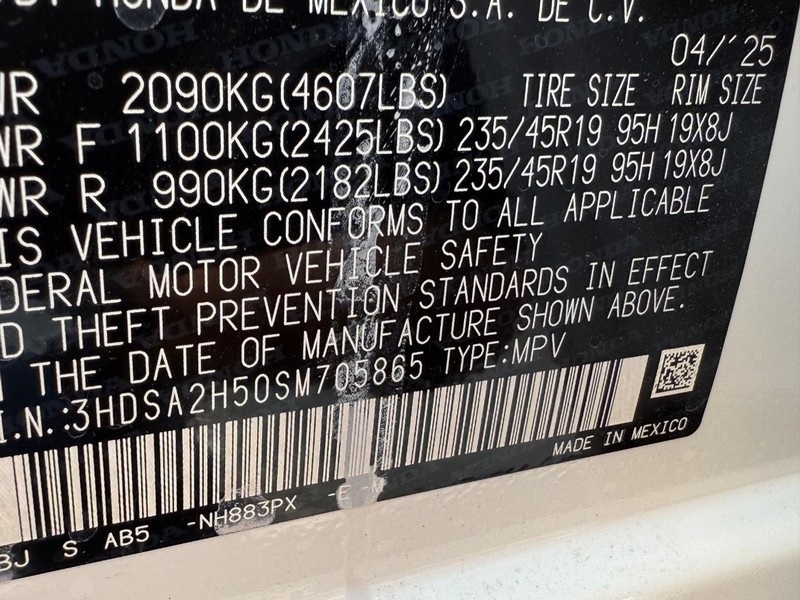 HONDA DE MEXICO S.A. DE C.V.
04/'25
WR 2090KG(4607LBS) TIRE SIZE RIM SIZE
WR F 1100KG(2425LBS) 235/45R19 95H 19X8J
WR R 990KG(2182LBS) 235/45R19 95H 19X8J
IS VEHICLE CONFORMS TO ALL APPLICABLE
DERAL MOTOR VEHICLE SAFETY
D THEFT PREVENTION STANDARDS IN EFFECT
THE DATE OF MANUFACTURE SHOWN ABOVE.
I.N.:3HDSA2H50SM705865 TYPE:MPV
MADE IN MEXICO
BJ S AB5 -NH883PX -E -M